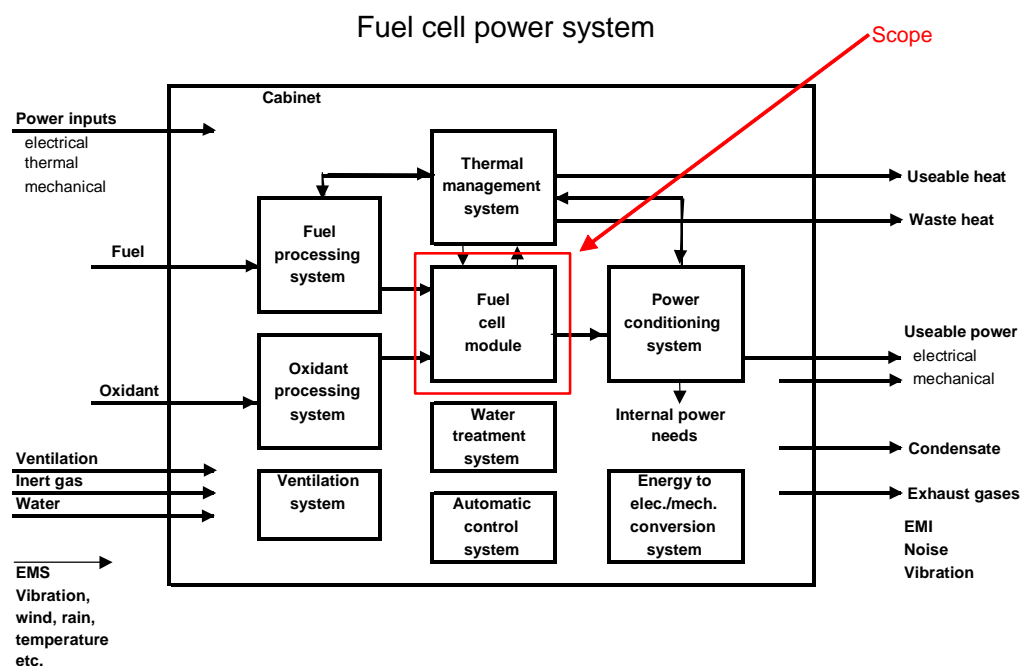 Fuel cell power system
Scope
Cabinet
Power inputs
electrical
thermal
mechanical
Thermal
management
system
Useable heat
Waste heat
Fuel
Fuel
processing
system
Fuel
cell
module
Power
conditioning
system
Useable power
electrical
mechanical
Oxidant
Oxidant
processing
system
Water
treatment
system
Internal power
needs
Condensate
Ventilation
Inert gas
Water
Ventilation
system
Automatic
control
system
Energy to
elec./mech.
conversion
system
Exhaust gases
EMI
Noise
Vibration
EMS
Vibration,
wind, rain,
temperature
etc.